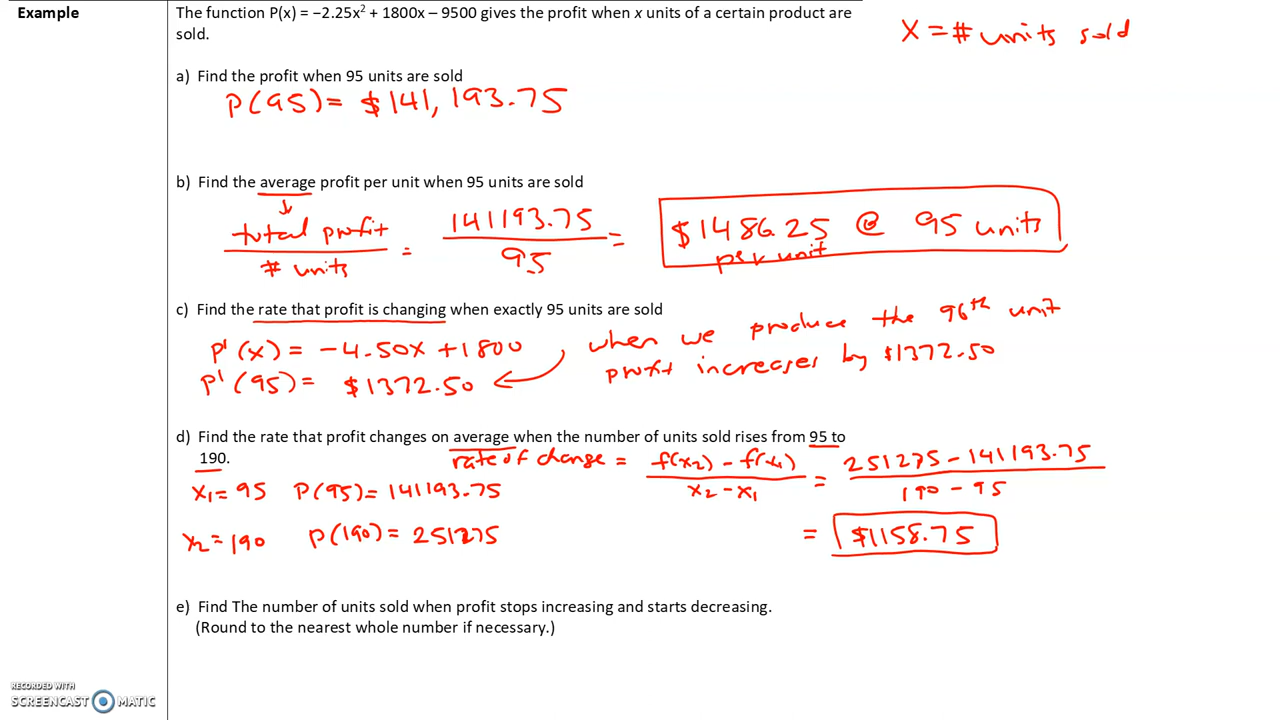 Example
The function P(x) = −2.25x² + 1800x − 9500 gives the profit when x units of a certain product are
sold.
X = # units sold
a) Find the profit when 95 units are sold
P(95) = $141,193.75
b) Find the average profit per unit when 95 units are sold
total profit / # units = 141193.75 / 95 = $1486.25 @ 95 units
per unit
c) Find the rate that profit is changing when exactly 95 units are sold
P'(x) = -4.50x + 1800
P'(95) = $1372.50
when we produce the 96th unit
profit increases by $1372.50
d) Find the rate that profit changes on average when the number of units sold rises from 95 to
190.
rate of change = f(x₂) - f(x₁) / x₂ - x₁ = 251275 - 141193.75 / 190 - 95
x₁ = 95 P(95) = 141193.75
x₂ = 190 P(190) = 251275
= $1158.75
e) Find The number of units sold when profit stops increasing and starts decreasing.
(Round to the nearest whole number if necessary.)
RECORDED WITH
SCREENCAST MATIC